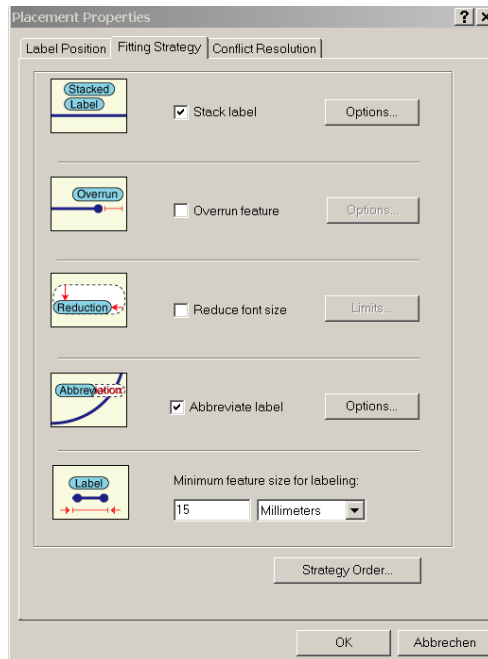 Placement Properties
Label Position Fitting Strategy Conflict Resolution
Stacked
Label
Stack label
Options...
Overrun
Overrun feature
Options...
Reduction
Reduce font size
Limits...
Abbreviation
Abbreviate label
Options...
Label
Minimum feature size for labeling:
15 Millimeters
Strategy Order...
OK Abbrechen